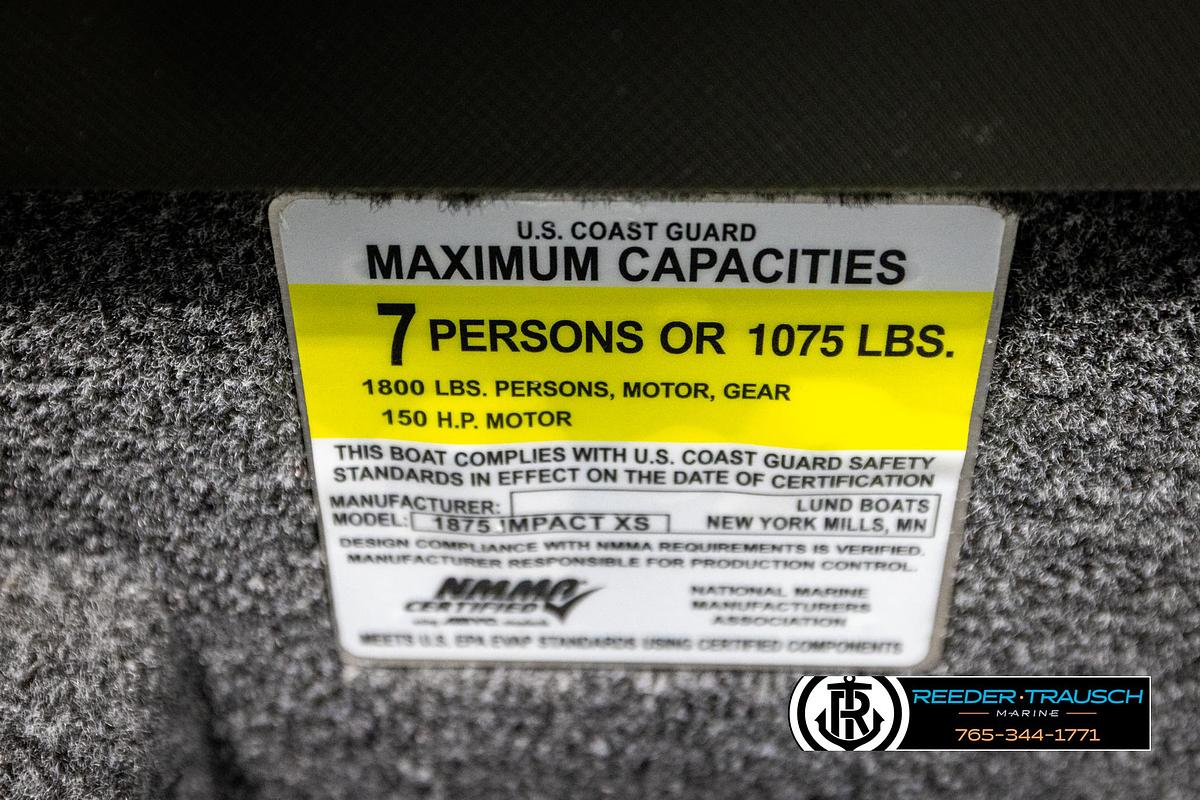 U.S. COAST GUARD
MAXIMUM CAPACITIES
7 PERSONS OR 1075 LBS.
1800 LBS. PERSONS, MOTOR, GEAR
150 H.P. MOTOR
THIS BOAT COMPLIES WITH U.S. COAST GUARD SAFETY
STANDARDS IN EFFECT ON THE DATE OF CERTIFICATION
MANUFACTURER: LUND BOATS
MODEL: 1875 IMPACT XS NEW YORK MILLS, MN
DESIGN COMPLIANCE WITH NMMA REQUIREMENTS IS VERIFIED.
MANUFACTURER RESPONSIBLE FOR PRODUCTION CONTROL.
NMMA
CERTIFIED
NATIONAL MARINE
MANUFACTURERS
ASSOCIATION
MEETS U.S. EPA EVAP STANDARDS USING CERTIFIED COMPONENTS
REEDER·TRAUSCH
MARINE
765-344-1771